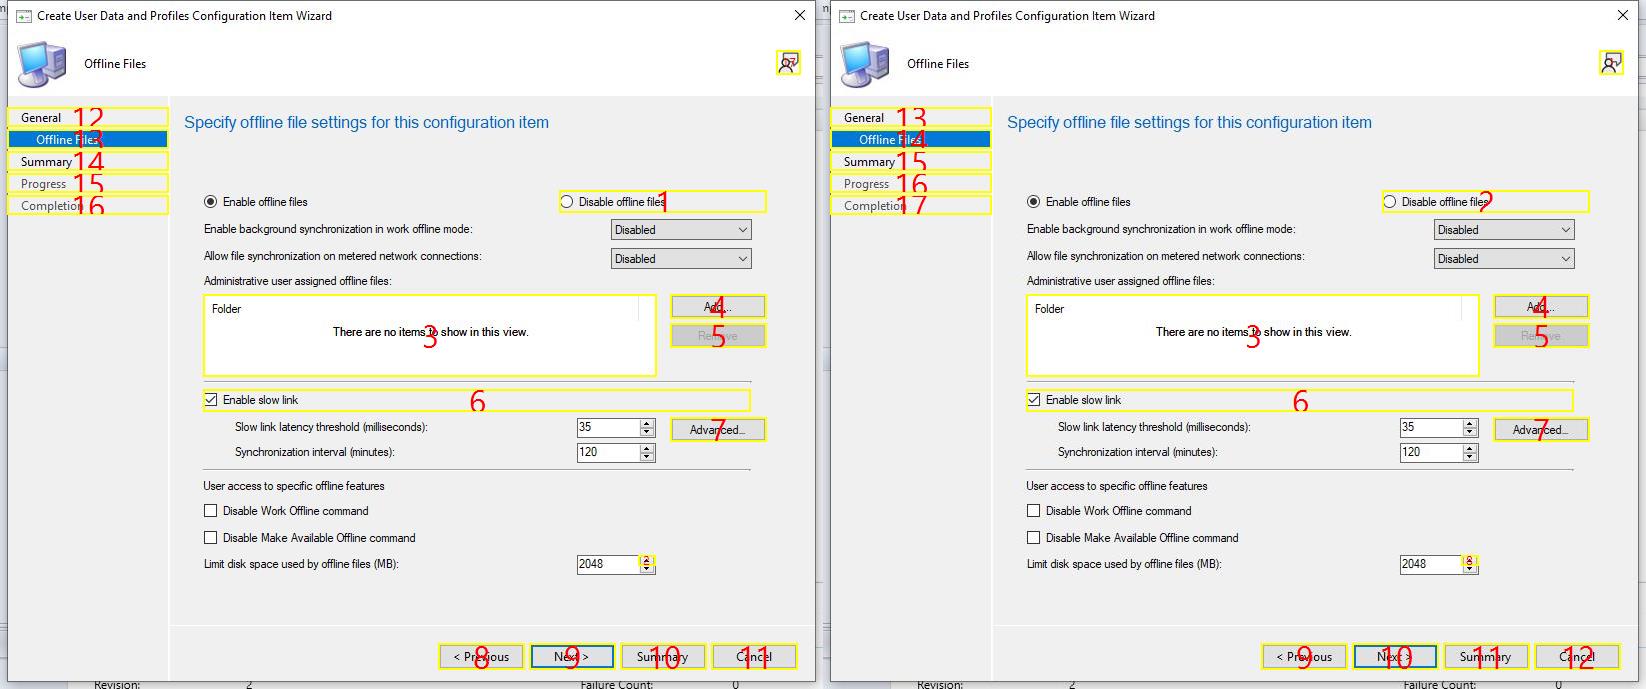 Create User Data and Profiles Configuration Item Wizard
Offline Files
17
12
General
13
Offline Files
14
Summary
15
Progress
16
Completion
Specify offline file settings for this configuration item
Enable offline files
1
Disable offline files
Enable background synchronization in work offline mode:
Disabled
Allow file synchronization on metered network connections:
Disabled
Administrative user assigned offline files:
Folder
There are no items to show in this view.
3
4
Add...
5
Remove
6
Enable slow link
Slow link latency threshold (milliseconds):
35
7
Advanced...
Synchronization interval (minutes):
120
User access to specific offline features
Disable Work Offline command
Disable Make Available Offline command
Limit disk space used by offline files (MB):
2048
2
8
< Previous
9
Next >
10
Summary
11
Cancel
Revision:
2
Failure Count:
0
Create User Data and Profiles Configuration Item Wizard
Offline Files
13
General
14
Offline Files
15
Summary
16
Progress
17
Completion
Specify offline file settings for this configuration item
Enable offline files
2
Disable offline files
Enable background synchronization in work offline mode:
Disabled
Allow file synchronization on metered network connections:
Disabled
Administrative user assigned offline files:
Folder
There are no items to show in this view.
3
4
Add...
5
Remove
6
Enable slow link
Slow link latency threshold (milliseconds):
35
7
Advanced...
Synchronization interval (minutes):
120
User access to specific offline features
Disable Work Offline command
Disable Make Available Offline command
Limit disk space used by offline files (MB):
2048
8
9
< Previous
10
Next >
11
Summary
12
Cancel
Revision:
2
Failure Count:
0